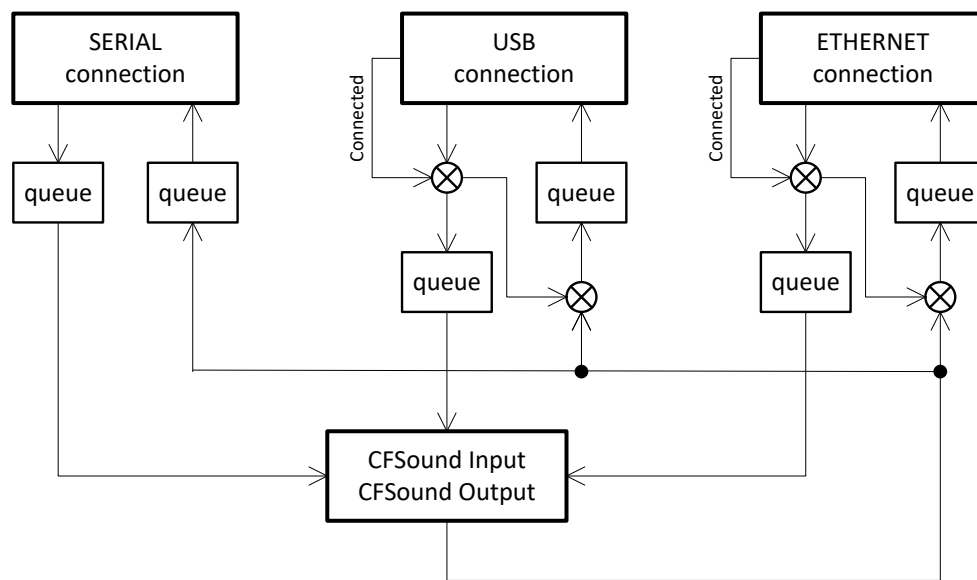 SERIAL
connection
USB
connection
ETHERNET
connection
Connected
Connected
queue
queue
queue
queue
queue
queue
CFSound Input
CFSound Output